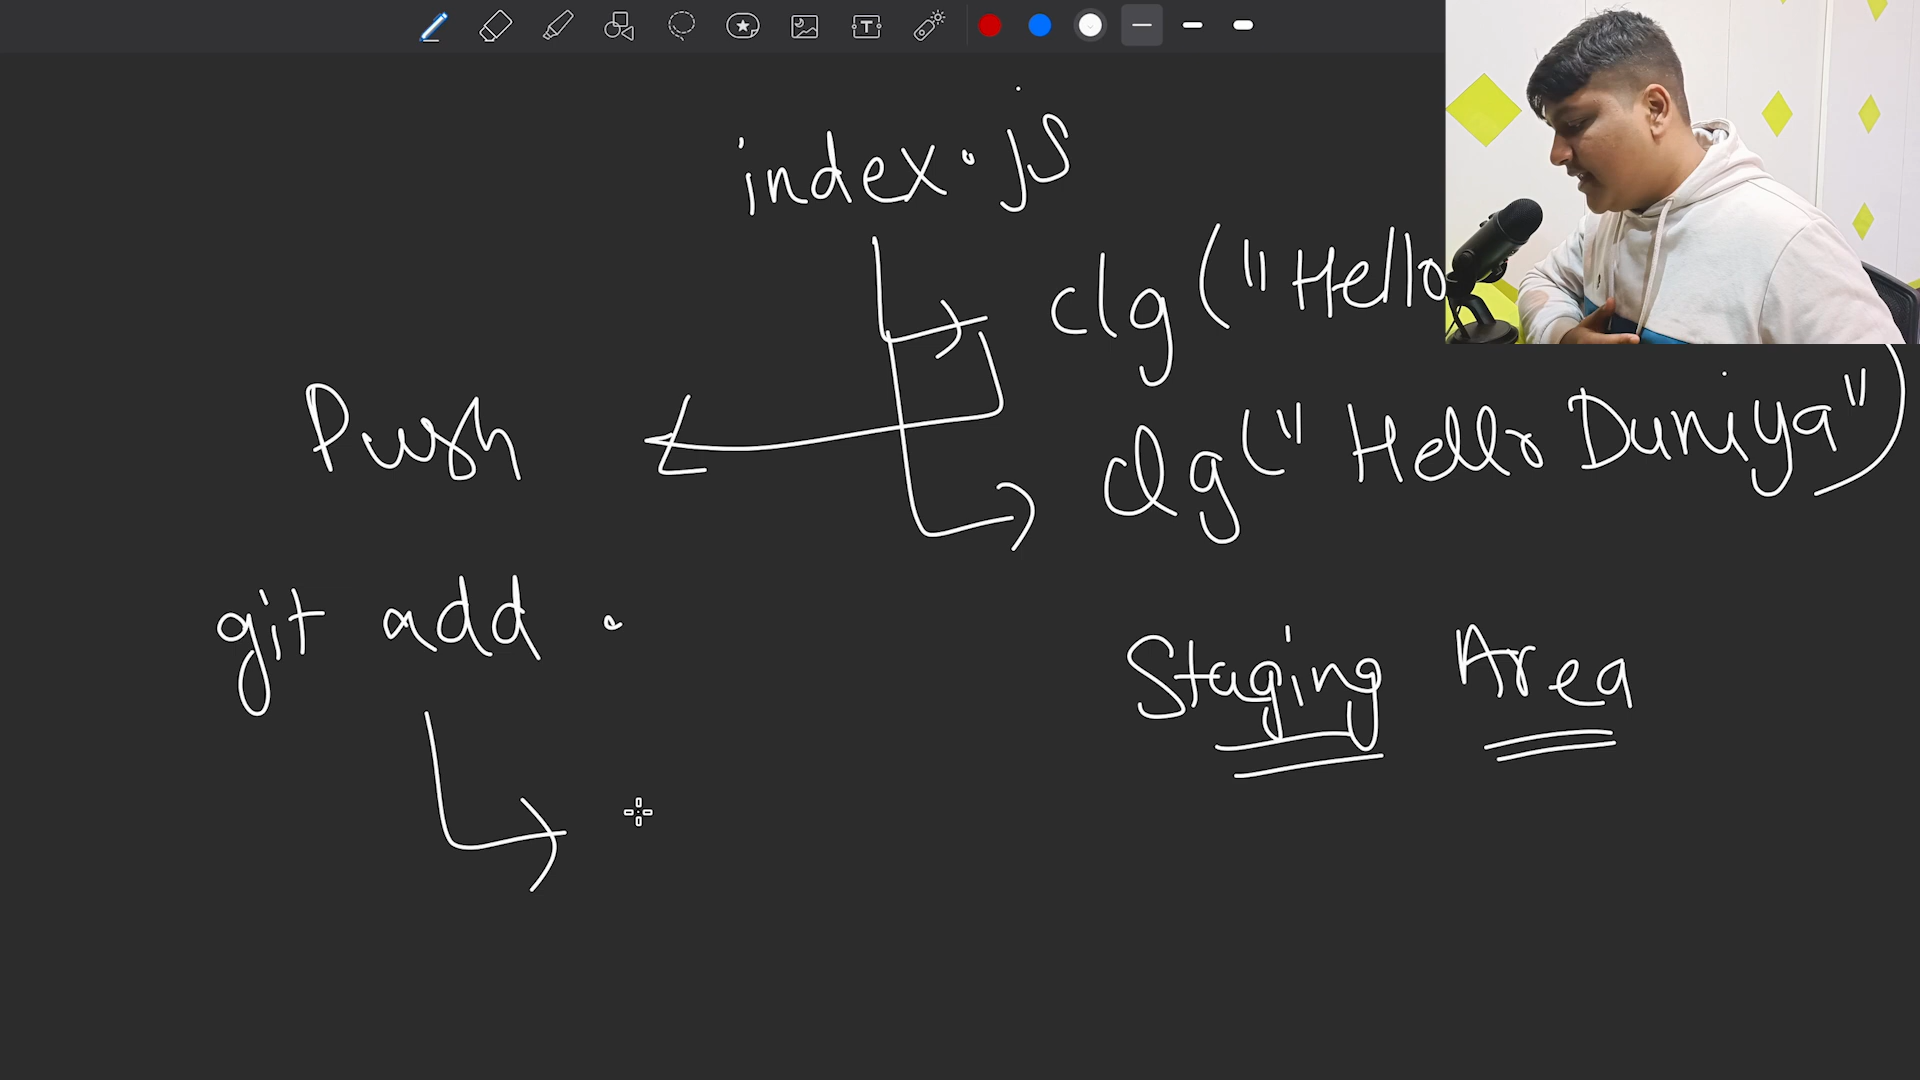 index.js
clg("Hello
Push
clg("Hello Duniya")
git add .
Staging Area